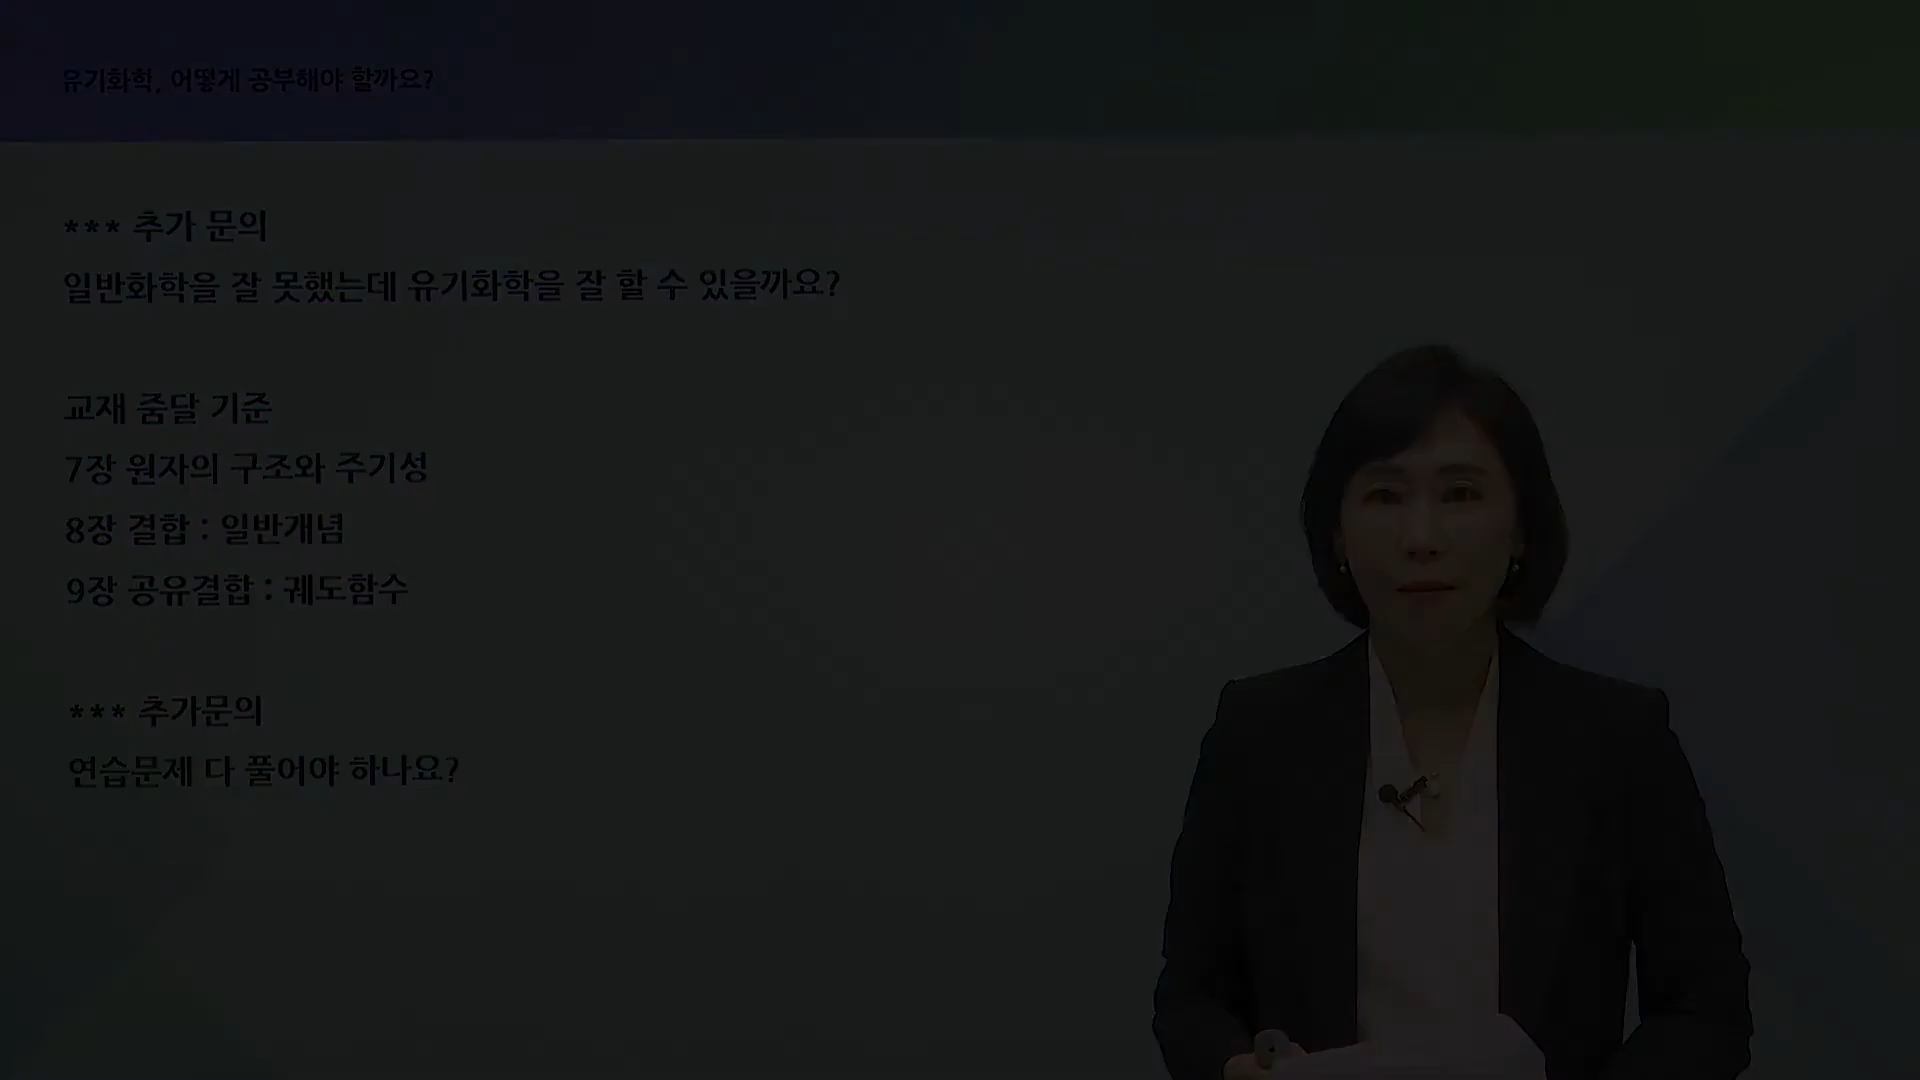 유기화학, 어떻게 공부해야 할까요?
*** 추가 문의
일반화학을 잘 못했는데 유기화학을 잘 할 수 있을까요?
교재 줌달 기준
7장 원자의 구조와 주기성
8장 결합 : 일반개념
9장 공유결합 : 궤도함수
*** 추가문의
연습문제 다 풀어야 하나요?